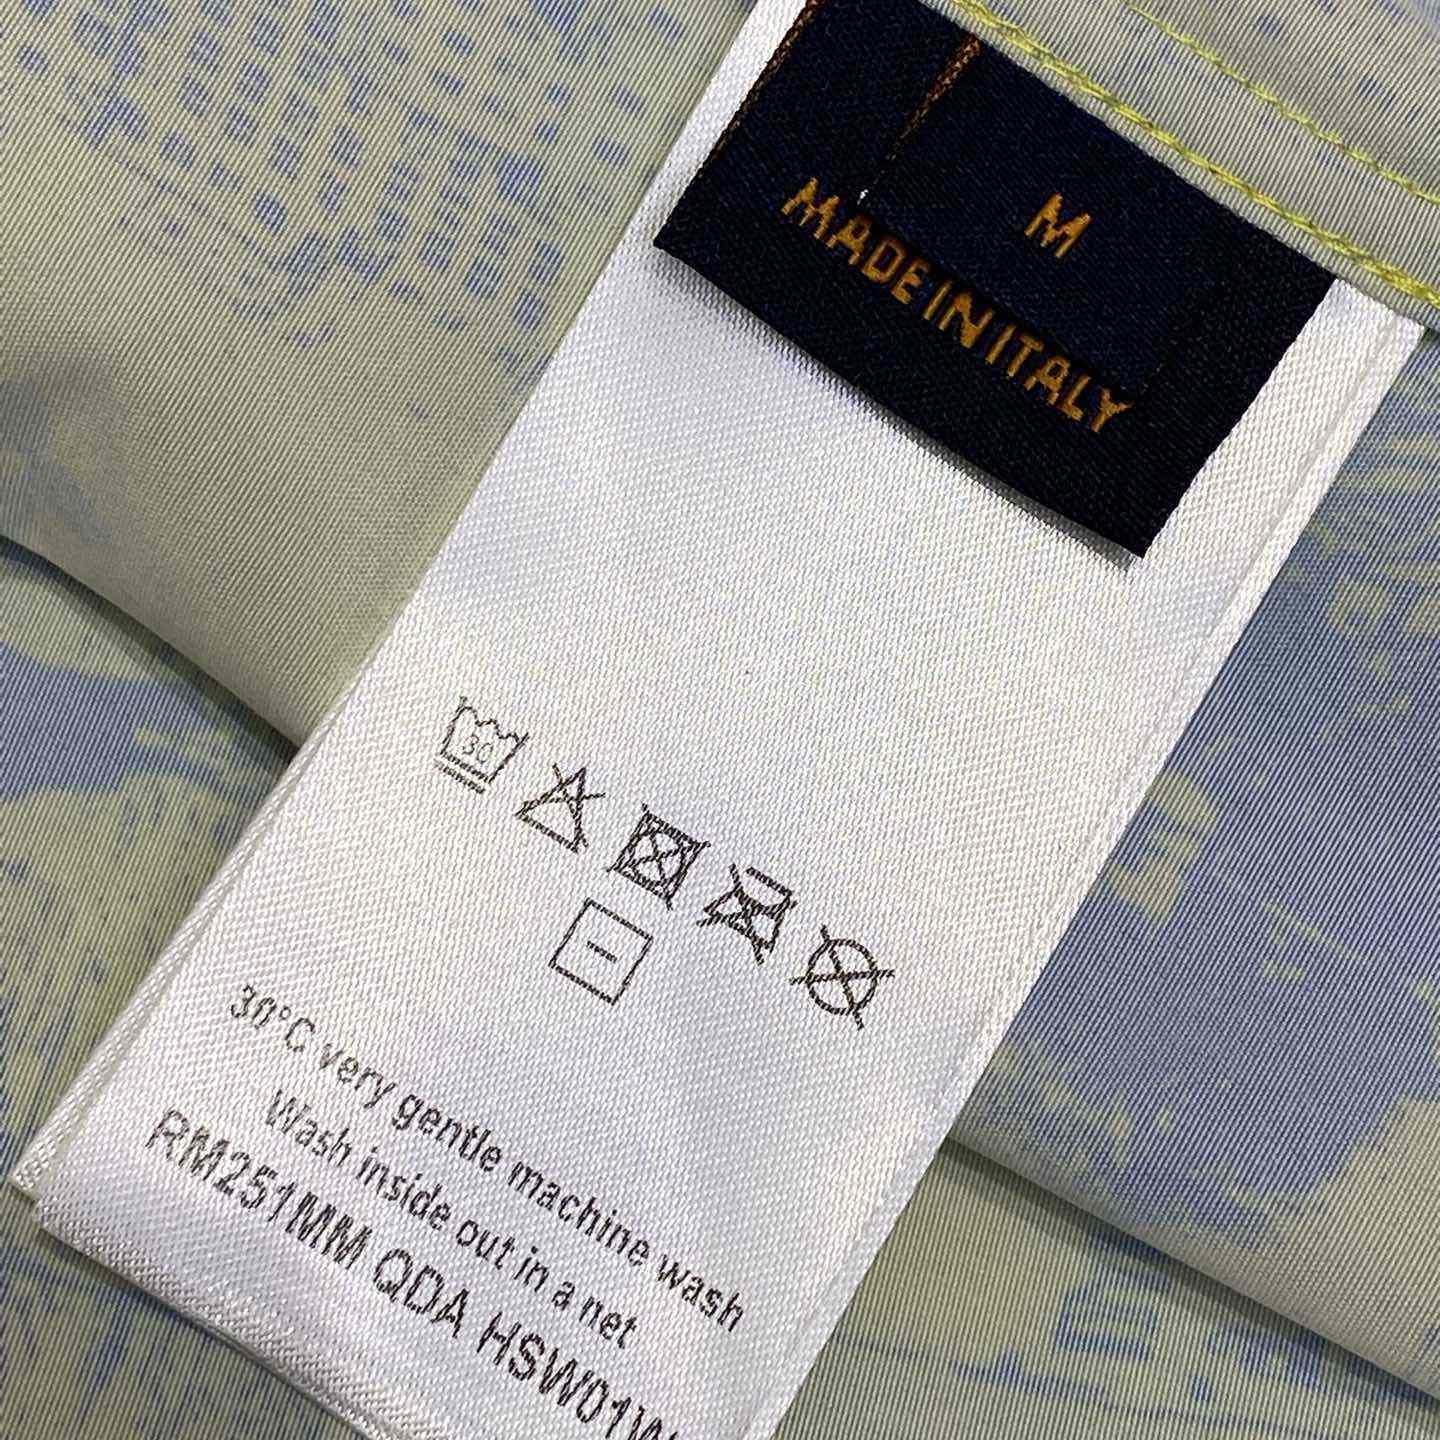 M
MADE IN ITALY
30
30°C very gentle machine wash
Wash inside out in a net
RM251MM QDA HSW01W